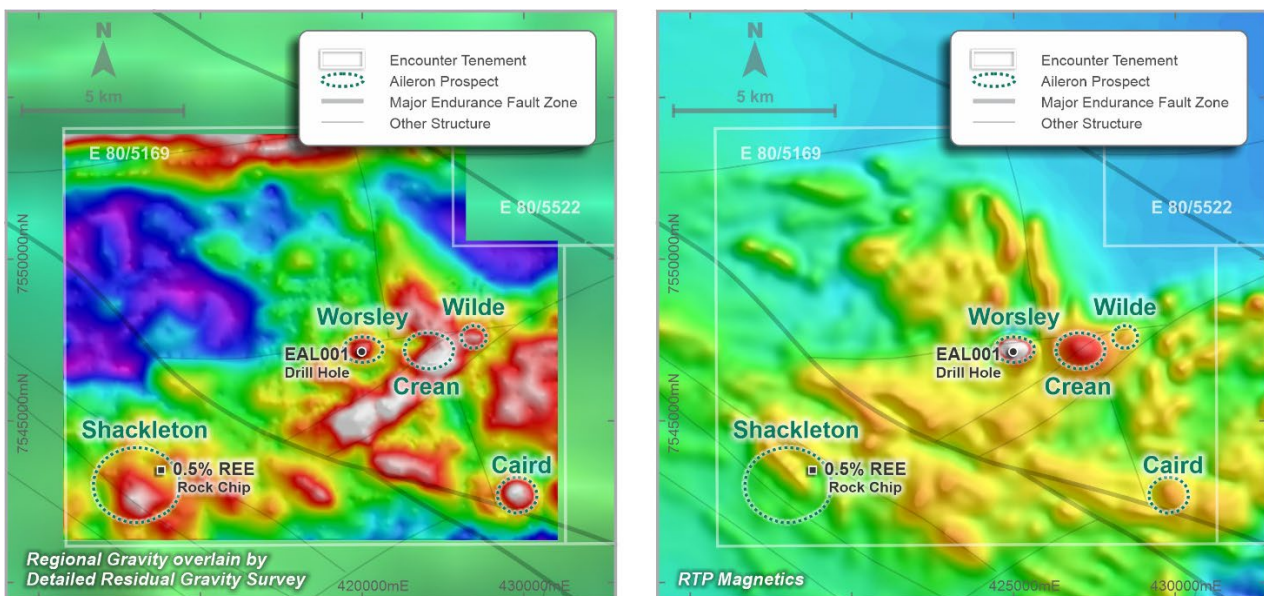 N
5 km
Encounter Tenement
Aileron Prospect
Major Endurance Fault Zone
Other Structure
E 80/5169
E 80/5522
7550000mN
7545000mN
Worsley
Wilde
EAL001
Drill Hole
Crean
Shackleton
0.5% REE
Rock Chip
Caird
Regional Gravity overlain by
Detailed Residual Gravity Survey
420000mE
430000mE
N
5 km
Encounter Tenement
Aileron Prospect
Major Endurance Fault Zone
Other Structure
E 80/5169
E 80/5522
7550000mN
7545000mN
Worsley
Wilde
EAL001
Drill Hole
Crean
Shackleton
0.5% REE
Rock Chip
Caird
RTP Magnetics
425000mE
430000mE